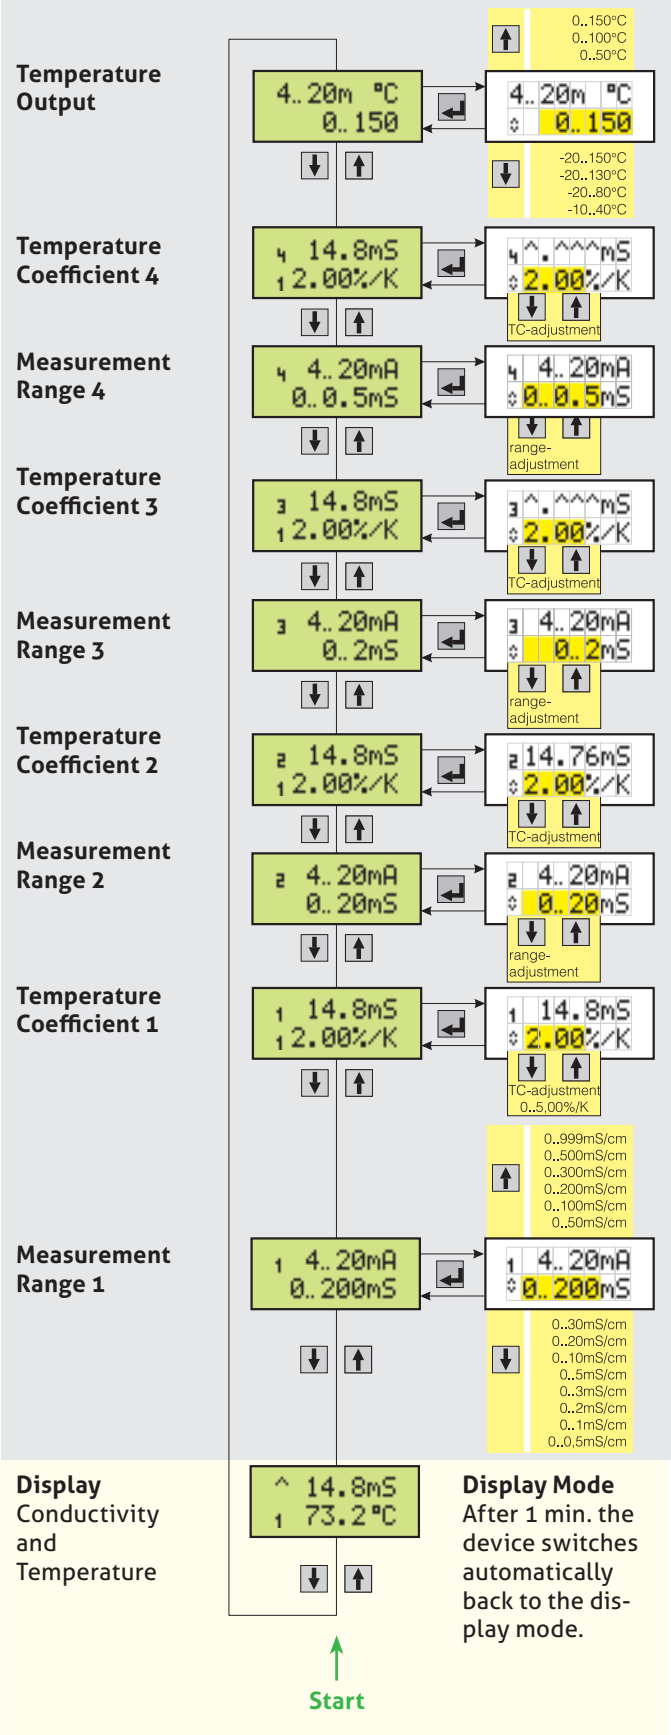 0..150°C
0..100°C
0..50°C
Temperature
Output
4..20m °C
0..150
4..20m °C
0..150
-20..150°C
-20..130°C
-20..80°C
-10..40°C
Temperature
Coefficient 4
4 14.8mS
1 2.00%/K
4 ^.^^^mS
2.00%/K
TC-adjustment
Measurement
Range 4
4 4..20mA
0..0.5mS
4 4..20mA
0..0.5mS
range-
adjustment
Temperature
Coefficient 3
3 14.8mS
1 2.00%/K
3 ^.^^^mS
2.00%/K
TC-adjustment
Measurement
Range 3
3 4..20mA
0..2mS
3 4..20mA
0..2mS
range-
adjustment
Temperature
Coefficient 2
2 14.8mS
1 2.00%/K
2 14.76mS
2.00%/K
TC-adjustment
Measurement
Range 2
2 4..20mA
0..20mS
2 4..20mA
0..20mS
range-
adjustment
Temperature
Coefficient 1
1 14.8mS
1 2.00%/K
1 14.8mS
2.00%/K
TC-adjustment
0..5,00%/K
0..999mS/cm
0..500mS/cm
0..300mS/cm
0..200mS/cm
0..100mS/cm
0..50mS/cm
Measurement
Range 1
1 4..20mA
0..200mS
1 4..20mA
0..200mS
0..30mS/cm
0..20mS/cm
0..10mS/cm
0..5mS/cm
0..3mS/cm
0..2mS/cm
0..1mS/cm
0..0,5mS/cm
Display
Conductivity
and
Temperature
^ 14.8mS
1 73.2°C
Display Mode
After 1 min. the
device switches
automatically
back to the dis-
play mode.
Start